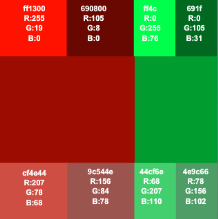 ff1300 690800 ff4c 691f
R:255 R:105 R:0 R:0
G:19 G:8 G:255 G:105
B:0 B:0 B:76 B:31
cf4e44 9c544e 44cf6e 4e9c66
R:207 R:156 R:68 R:78
G:78 G:84 G:207 G:156
B:68 B:78 B:110 B:102